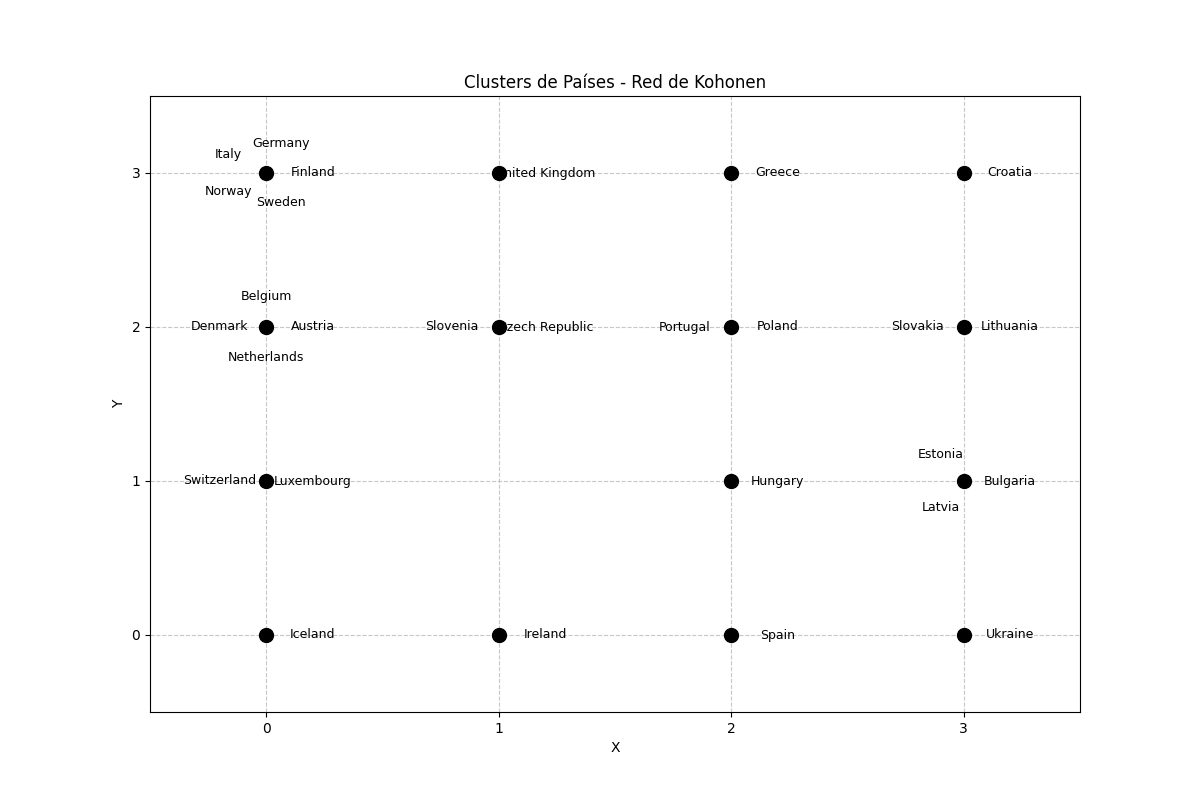 Clusters de Países - Red de Kohonen
Germany
Italy
Finland
Norway
Sweden
nited Kingdom
Greece
Croatia
Belgium
Denmark
Austria
Netherlands
Slovenia
zech Republic
Portugal
Poland
Slovakia
Lithuania
Switzerland
Luxembourg
Hungary
Estonia
Bulgaria
Latvia
Iceland
Ireland
Spain
Ukraine
3
2
1
0
Y
0 1 2 3
X